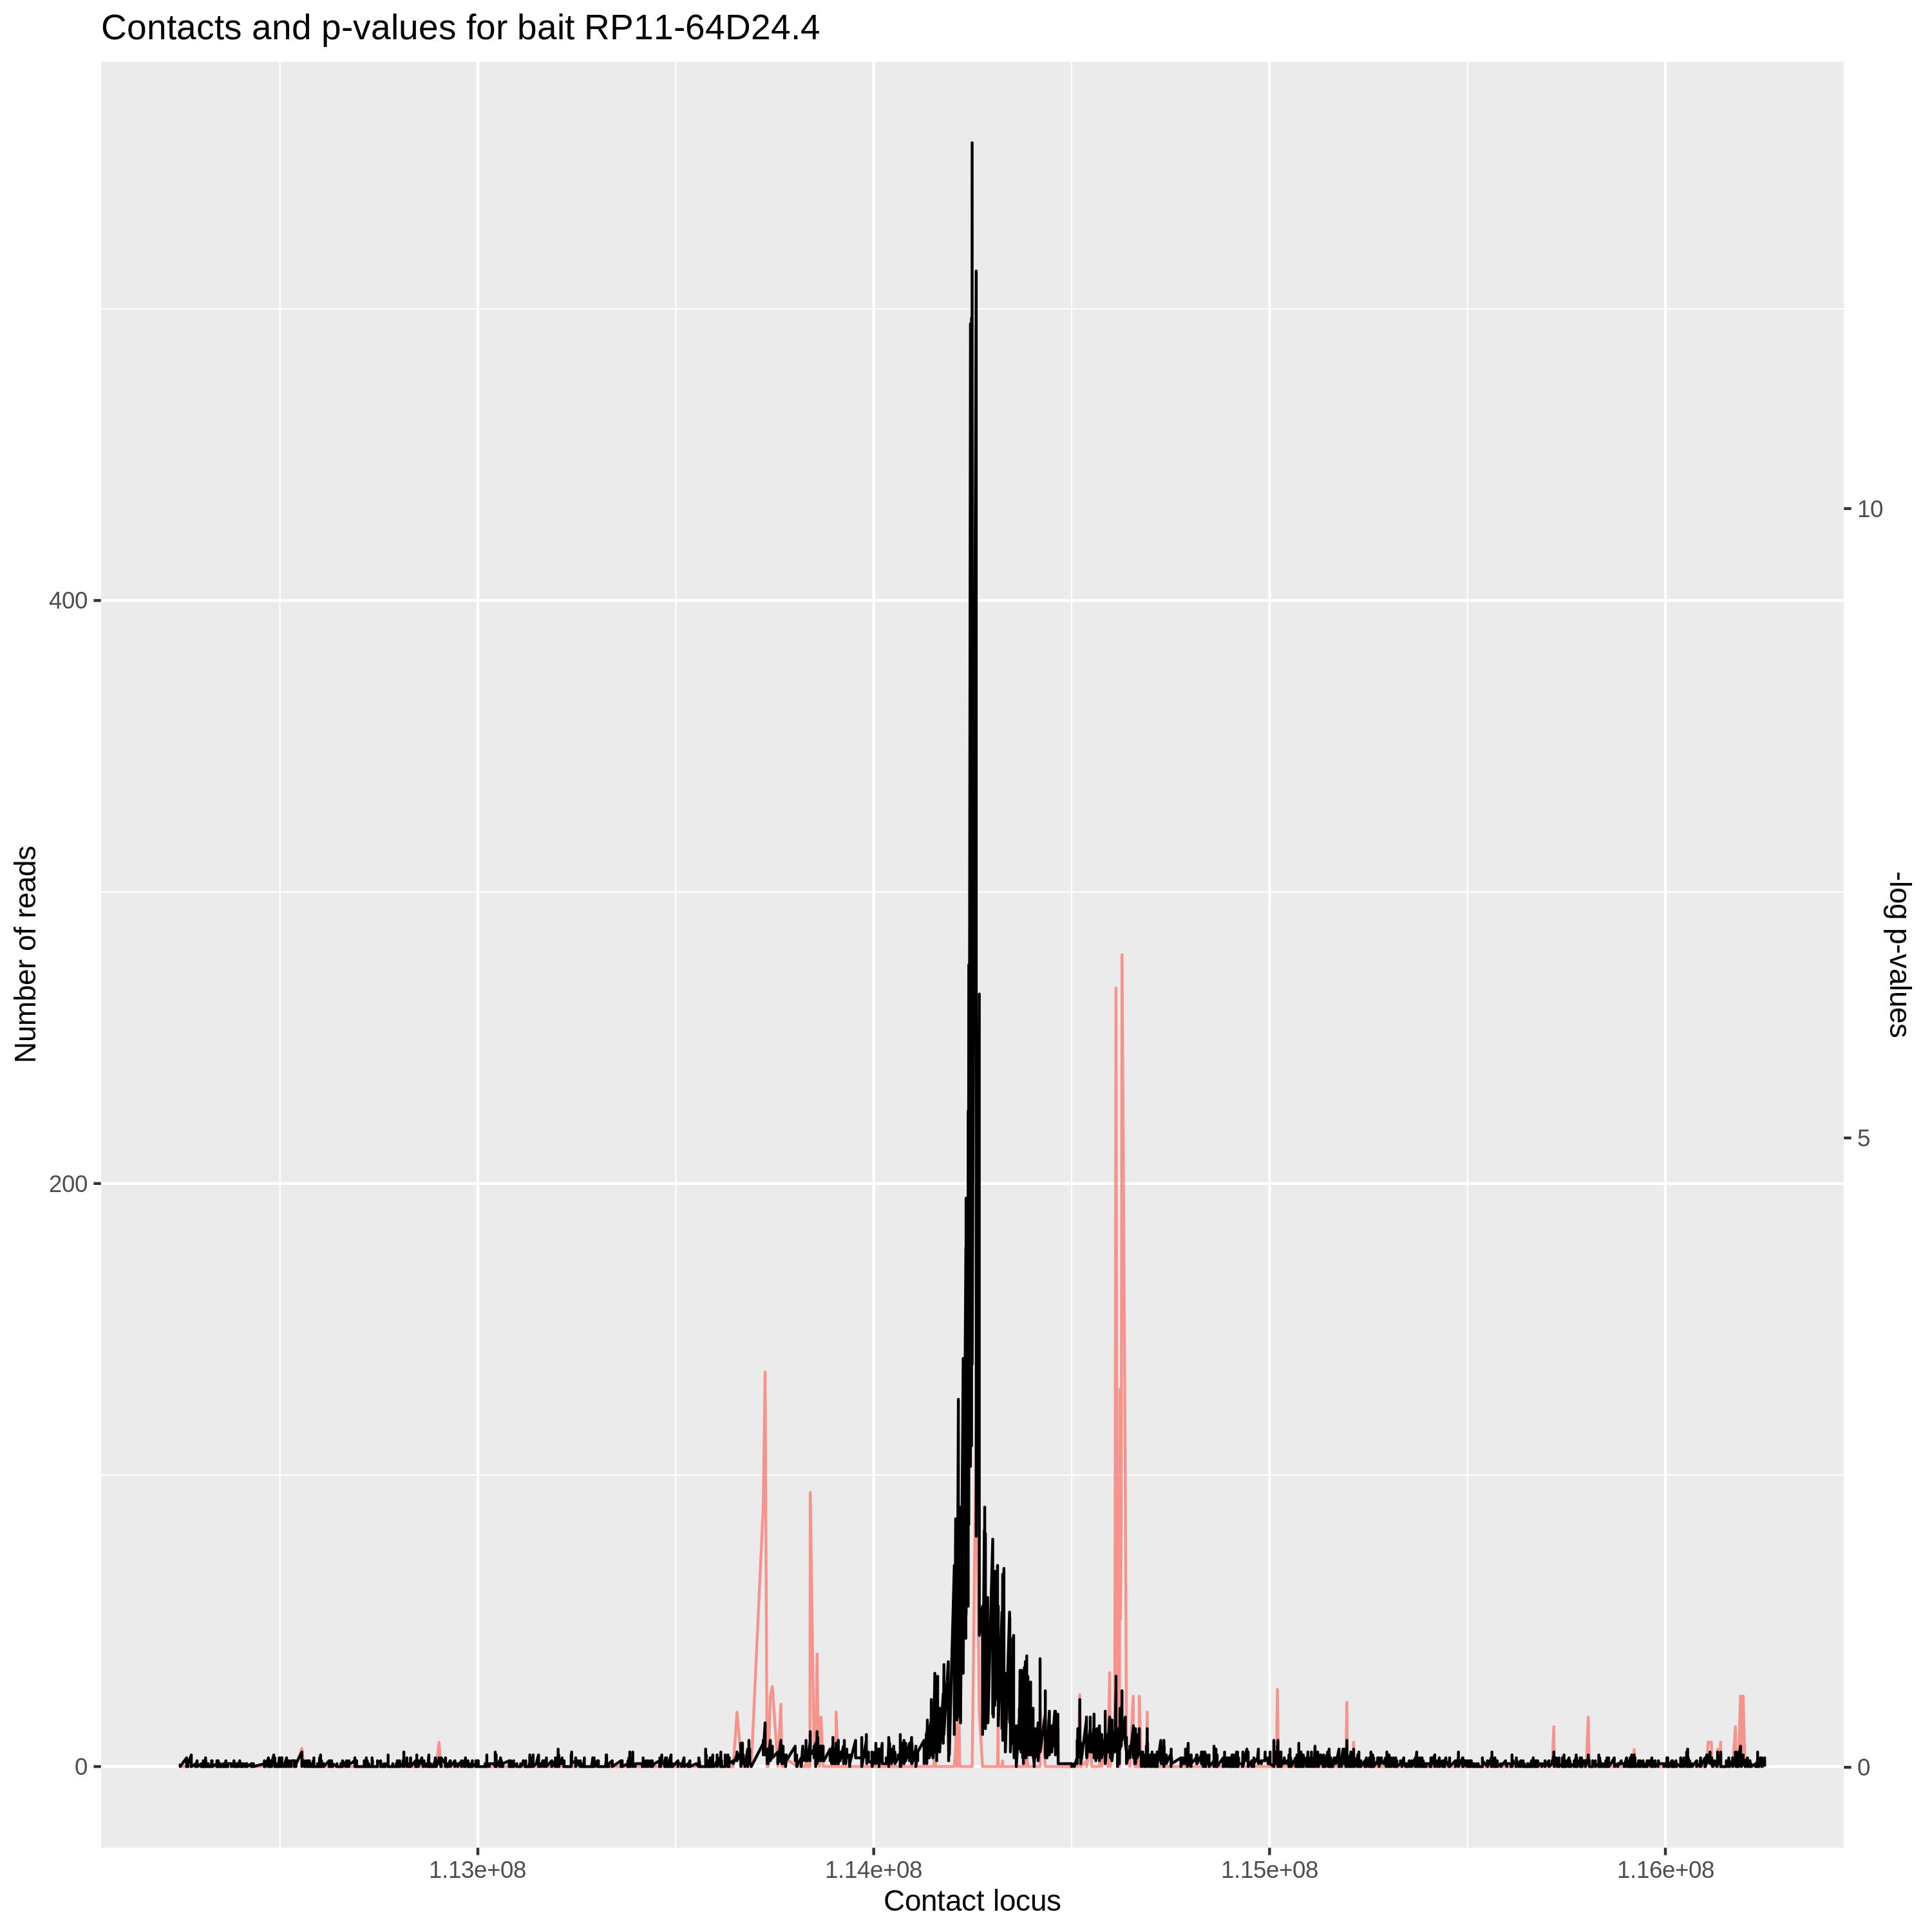 Contacts and p-values for bait RP11-64D24.4
Number of reads
400
200
0
10
5
0
-log p-values
1.13e+08
1.14e+08
1.15e+08
1.16e+08
Contact locus